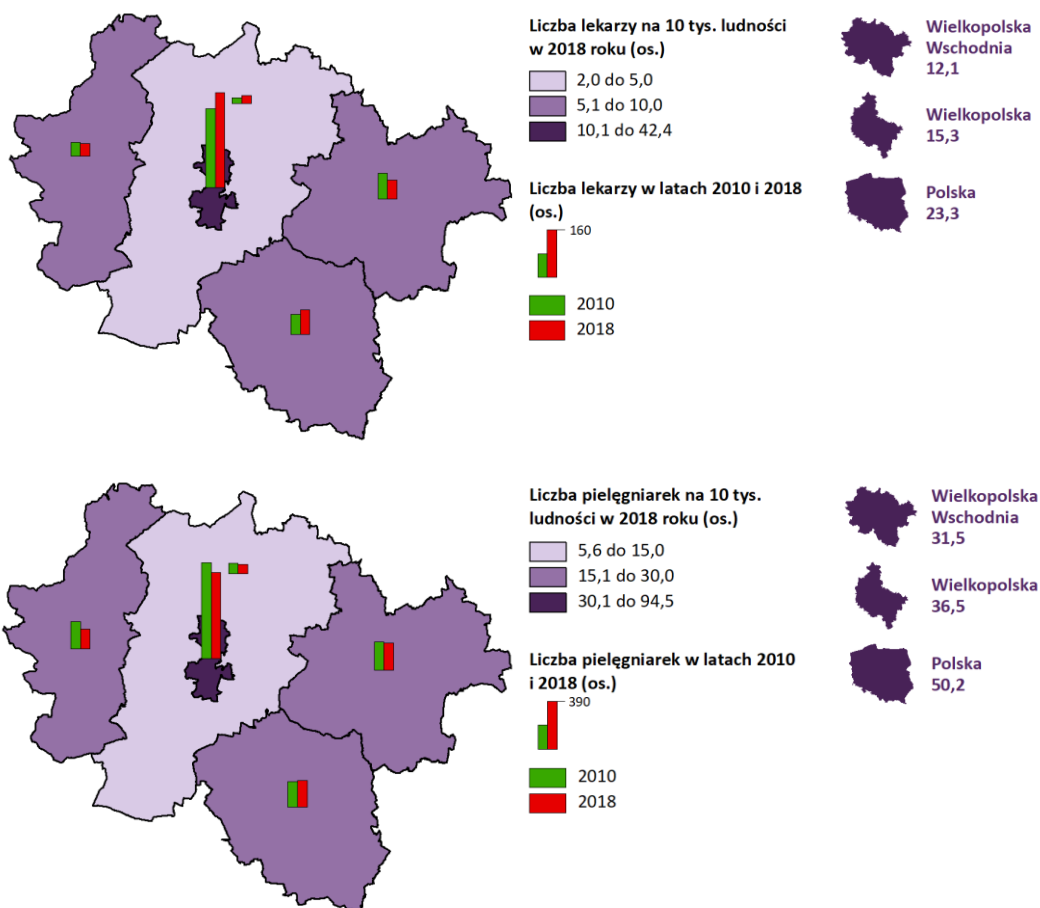 Liczba lekarzy na 10 tys. ludności
w 2018 roku (os.)
2,0 do 5,0
5,1 do 10,0
10,1 do 42,4
Liczba lekarzy w latach 2010 i 2018
(os.)
160
2010
2018
Wielkopolska
Wschodnia
12,1
Wielkopolska
15,3
Polska
23,3
Liczba pielęgniarek na 10 tys.
ludności w 2018 roku (os.)
5,6 do 15,0
15,1 do 30,0
30,1 do 94,5
Liczba pielęgniarek w latach 2010
i 2018 (os.)
390
2010
2018
Wielkopolska
Wschodnia
31,5
Wielkopolska
36,5
Polska
50,2